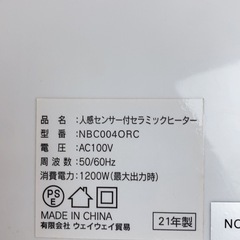 品名:人感センサー付セラミックヒーター
型番:NBC004ORC
電圧:AC100V
周波数:50/60Hz
消費電力:1200W(最大出力時)
PS
E
MADE IN CHINA
有限会社 ウェイウェイ貿易
21年製
NO